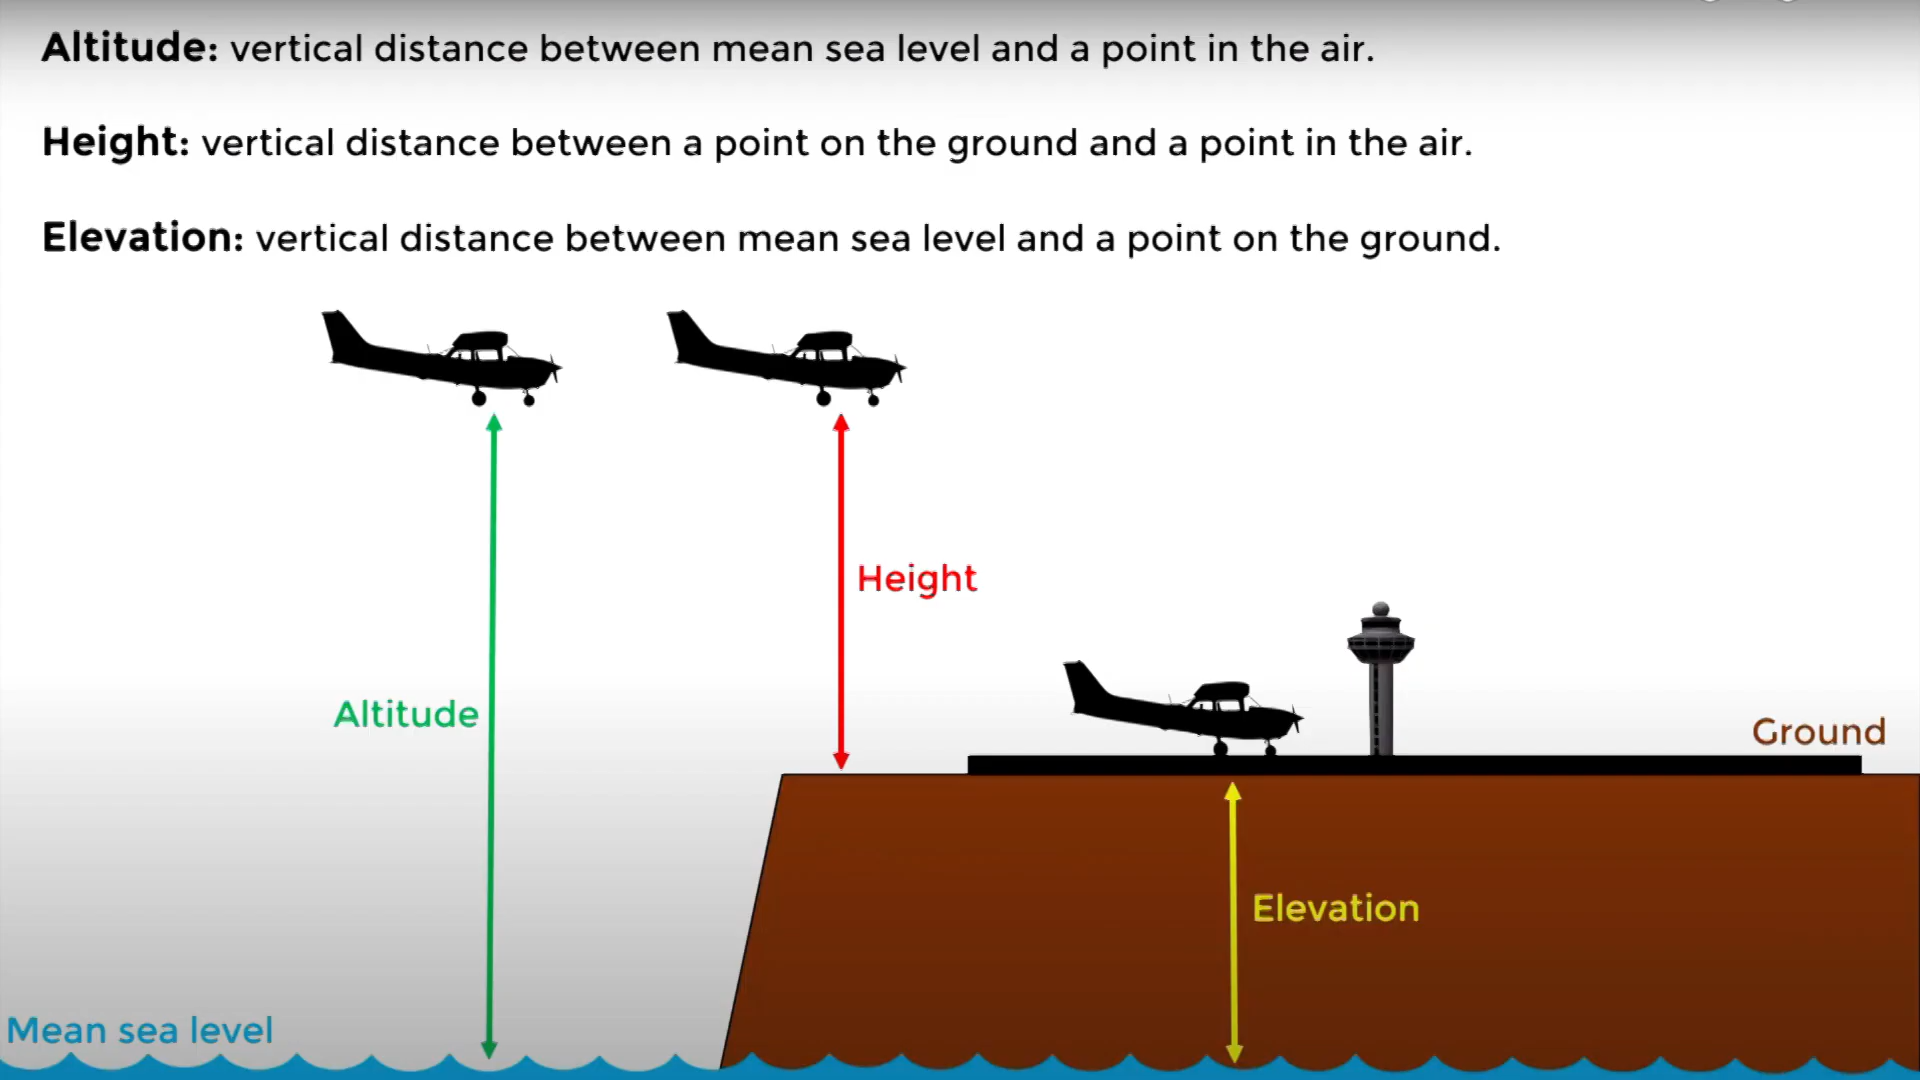 Altitude: vertical distance between mean sea level and a point in the air.
Height: vertical distance between a point on the ground and a point in the air.
Elevation: vertical distance between mean sea level and a point on the ground.
Height
Altitude
Ground
Elevation
Mean sea level